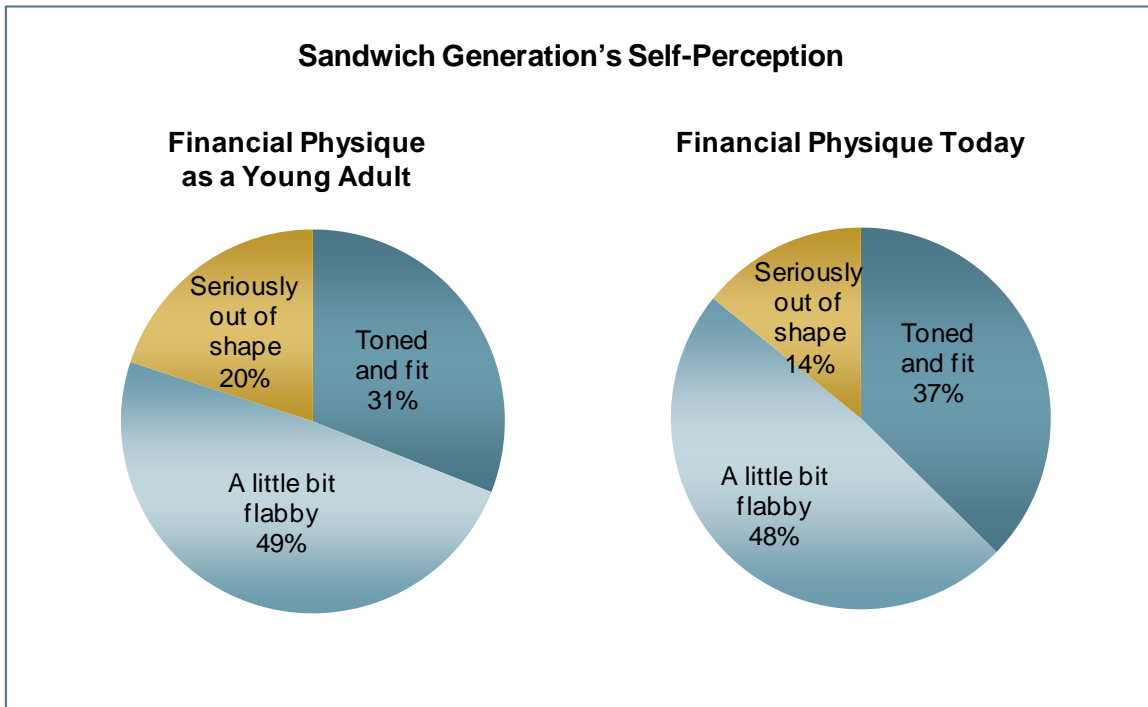 Sandwich Generation’s Self-Perception
Financial Physique
as a Young Adult
Seriously
out of
shape
20%
Toned
and fit
31%
A little bit
flabby
49%
Financial Physique Today
Seriously
out of
shape
14%
Toned
and fit
37%
A little bit
flabby
48%